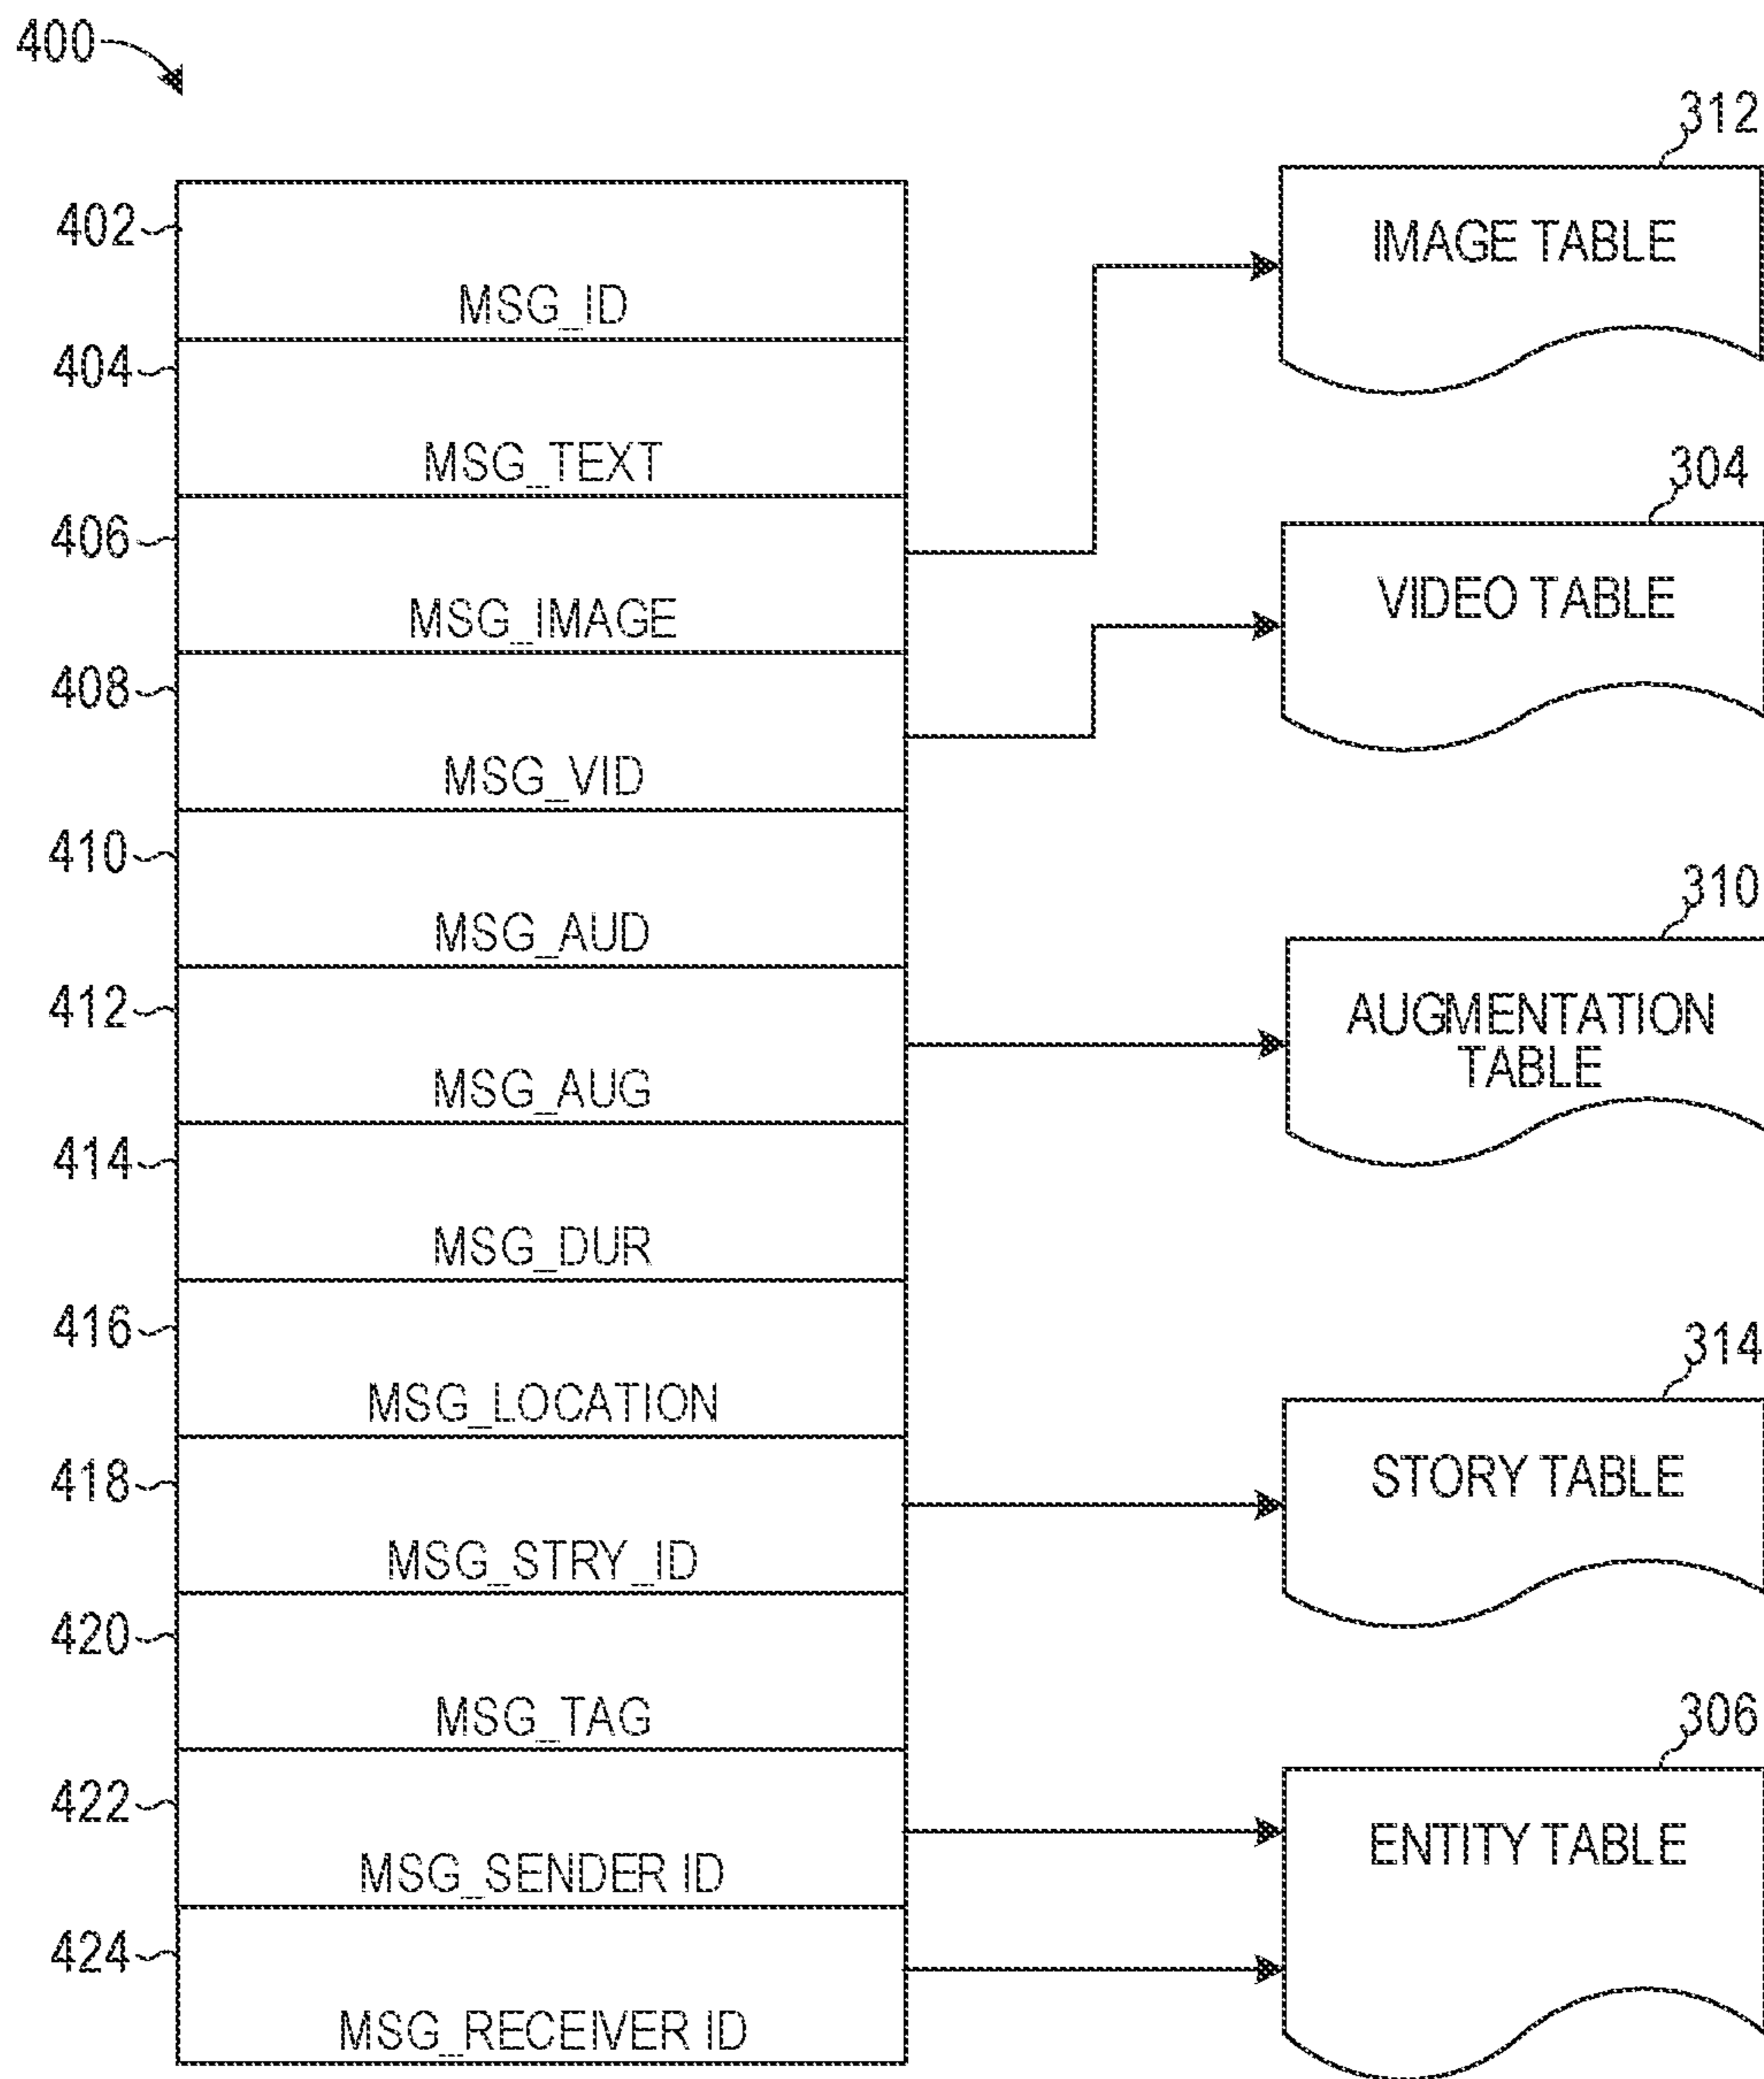 400
402
MSG_ID
404
MSG_TEXT
406
MSG_IMAGE
408
MSG_VID
410
MSG_AUD
412
MSG_AUG
414
MSG_DUR
416
MSG_LOCATION
418
MSG_STRY_ID
420
MSG_TAG
422
MSG_SENDER ID
424
MSG_RECEIVER ID
312
IMAGE TABLE
304
VIDEO TABLE
310
AUGMENTATION
TABLE
314
STORY TABLE
306
ENTITY TABLE